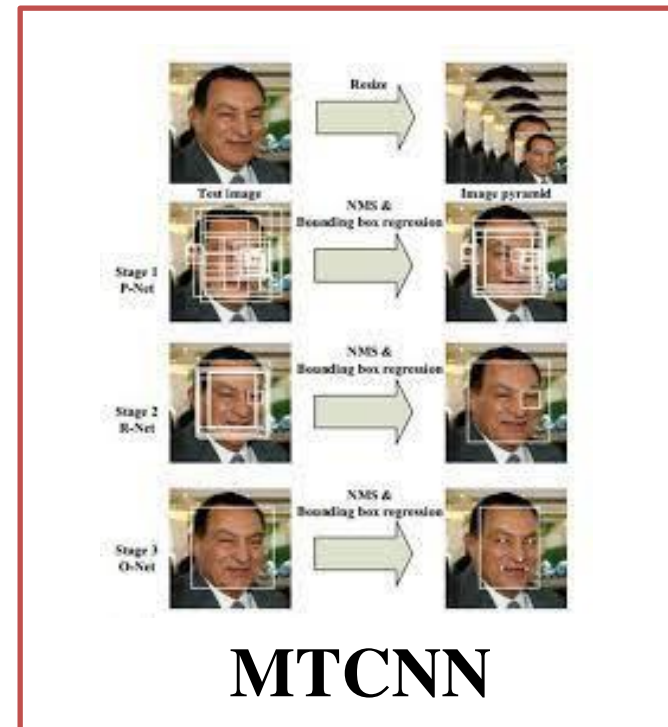 Resize
Test image
Image pyramid
NMS &
Bounding box regression
Stage 1
P-Net
NMS &
Bounding box regression
Stage 2
R-Net
NMS &
Bounding box regression
Stage 3
O-Net
MTCNN